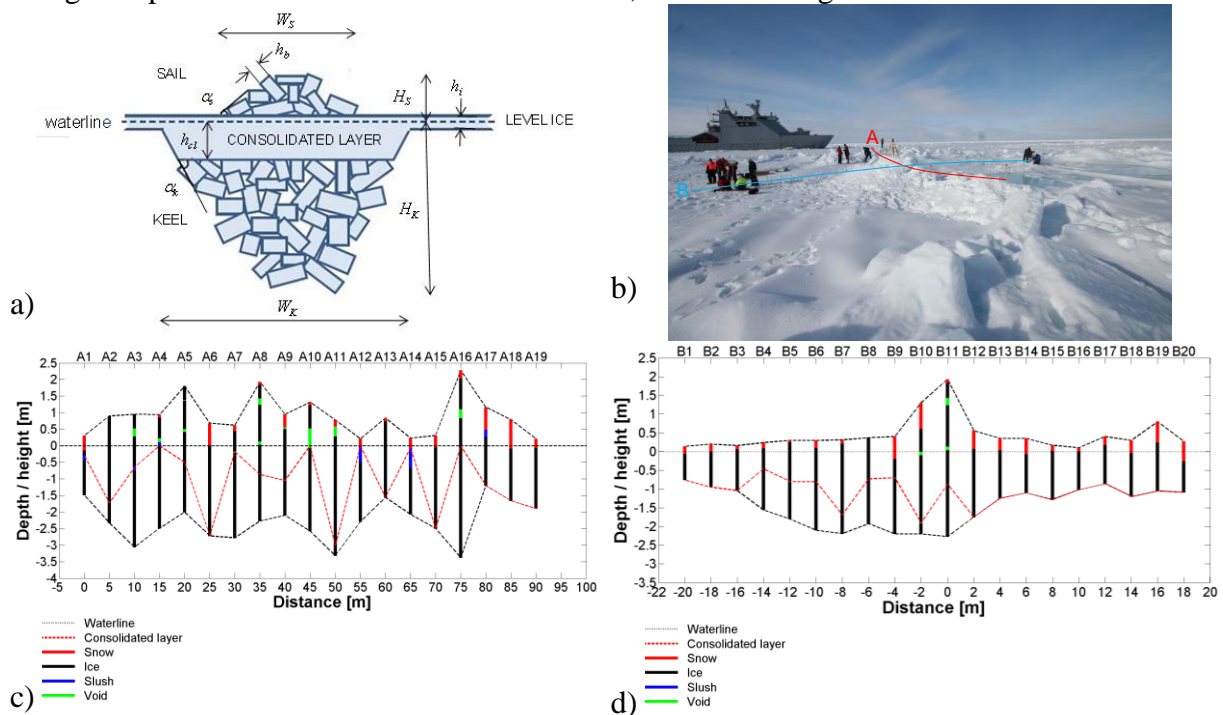 W_S
h_b
SAIL
α_s
H_S
h_i
waterline
LEVEL ICE
h_cl
CONSOLIDATED LAYER
α_k
KEEL
H_K
W_K
a)
A
B
b)
A1 A2 A3 A4 A5 A6 A7 A8 A9 A10 A11 A12 A13 A14 A15 A16 A17 A18 A19
2.5
2
1.5
1
0.5
0
-0.5
-1
-1.5
-2
-2.5
-3
-3.5
-4
Depth / height [m]
-5 0 5 10 15 20 25 30 35 40 45 50 55 60 65 70 75 80 85 90 95 100
Distance [m]
Waterline
Consolidated layer
Snow
Ice
Slush
Void
c)
B1 B2 B3 B4 B5 B6 B7 B8 B9 B10 B11 B12 B13 B14 B15 B16 B17 B18 B19 B20
2.5
2
1.5
1
0.5
0
-0.5
-1
-1.5
-2
-2.5
-3
-3.5
Depth / height [m]
-22 -20 -18 -16 -14 -12 -10 -8 -6 -4 -2 0 2 4 6 8 10 12 14 16 18 20
Distance [m]
Waterline
Consolidated layer
Snow
Ice
Slush
Void
d)